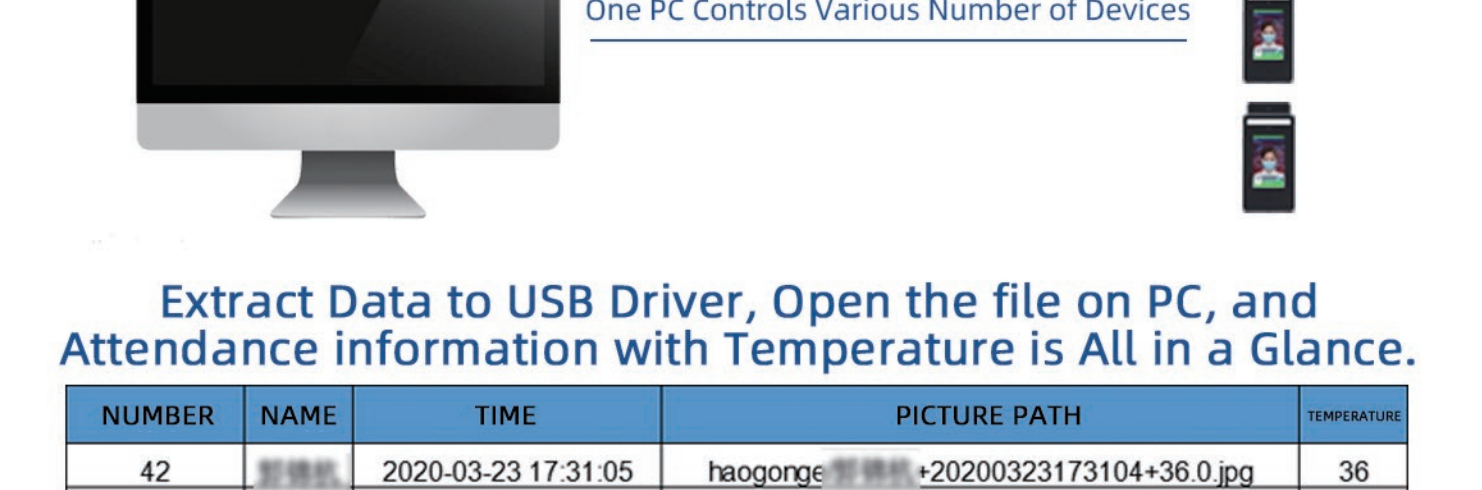 One PC Controls Various Number of Devices
Extract Data to USB Driver, Open the file on PC, and
Attendance information with Temperature is All in a Glance.
NUMBER NAME TIME PICTURE PATH TEMPERATURE
42 2020-03-23 17:31:05 haogonge +20200323173104+36.0.jpg 36